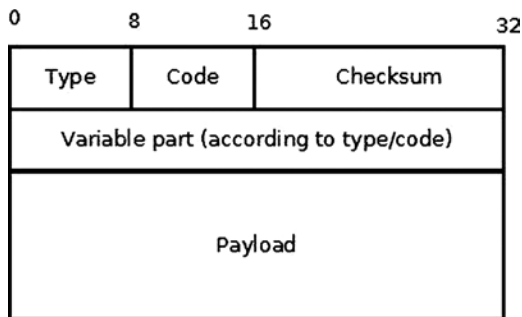 0 8 16 32
Type Code Checksum
Variable part (according to type/code)
Payload